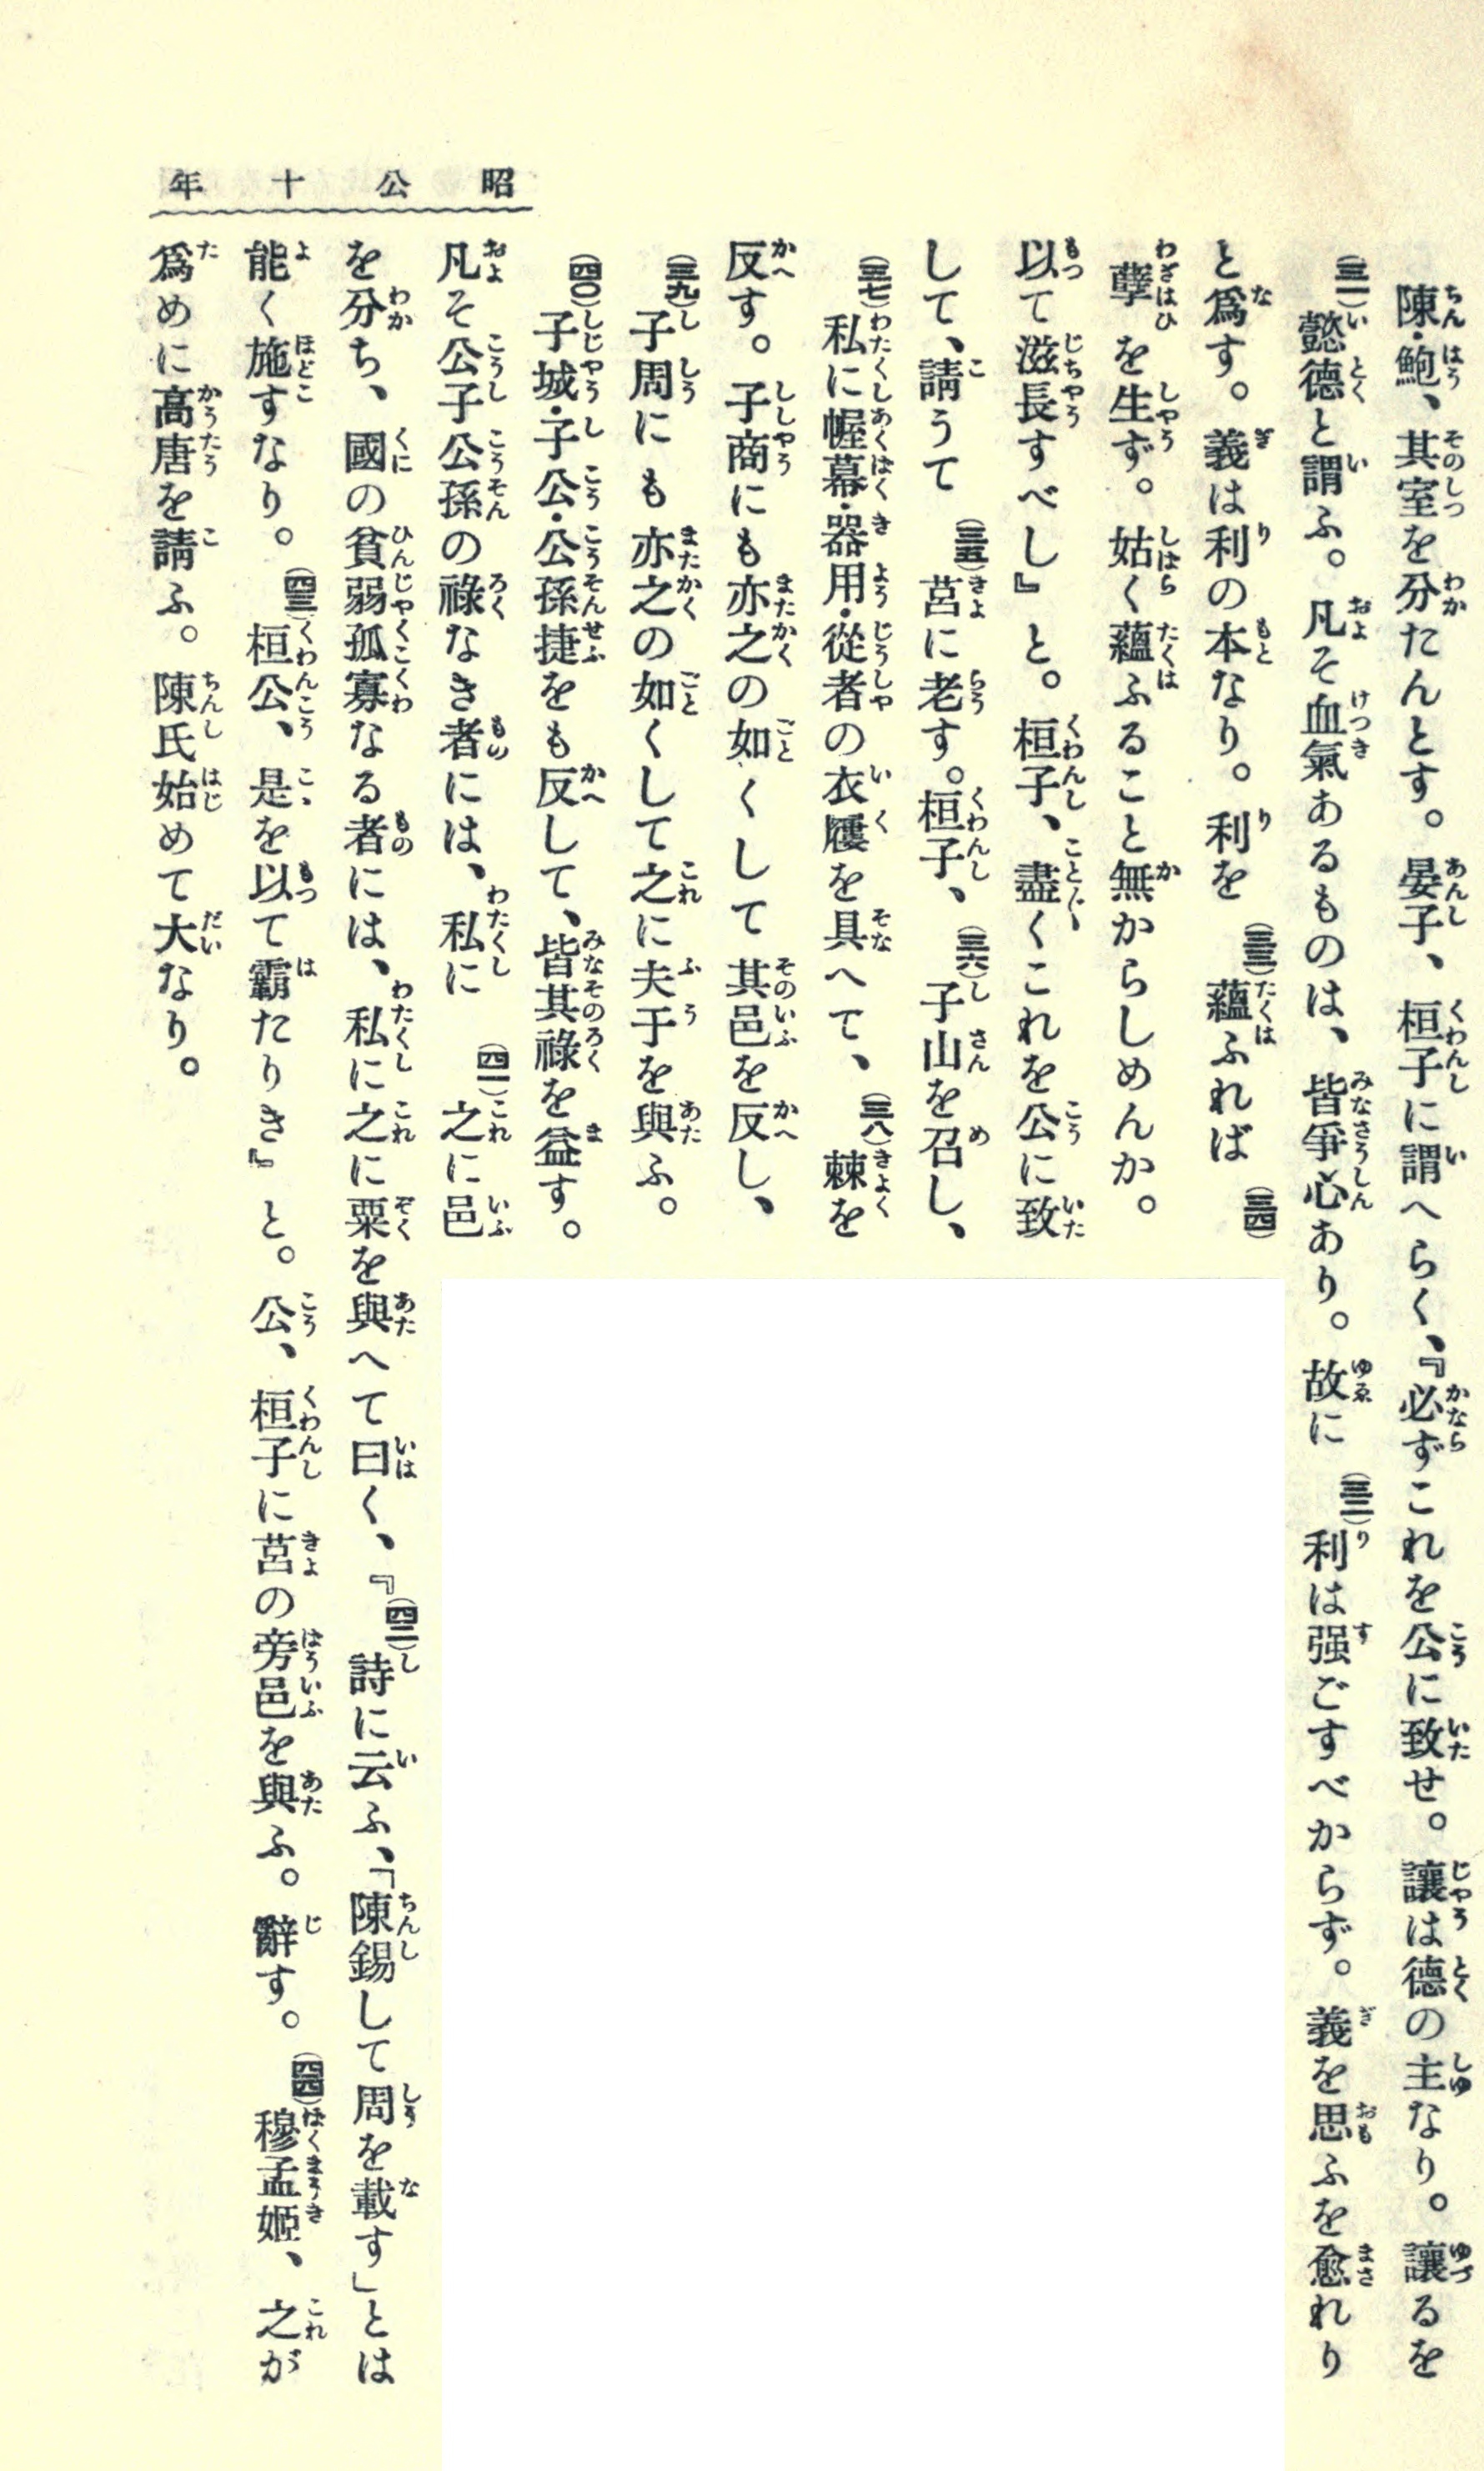 昭公十年
陳・鮑、其室を分たんとす。晏子、桓子に謂へらく、『必ずこれを公に致せ。讓は德の主なり。讓るを
(三一)懿德と謂ふ。凡そ血氣あるものは、皆爭心あり。故に(三二)利は强ごすべからず。義を思ふを愈れり
と爲す。義は利の本なり。利を(三三)蘊ふれば(三四)
孽を生ず。姑く蘊ふること無からしめんか。
以て滋長すべし』と。桓子、盡くこれを公に致
して、請うて(三五)莒に老す。桓子、(三六)子山を召し、
(三七)私に幄幕・器用・從者の衣屨を具へて、(三八)棘を
反す。子商にも亦之の如くして其邑を反し、
(三九)子周にも亦之の如くして之に夫于を與ふ。
(四〇)子城・子公・公孫捷をも反して、皆其祿を益す。
凡そ公子公孫の祿なき者には、私に(四一)之に邑
を分ち、國の貧弱孤寡なる者には、私に之に粟を與へて曰く、『(四二)詩に云ふ、「陳錫して周を載す」とは
能く施すなり。(四三)桓公、是を以て霸たりき』と。公、桓子に莒の旁邑を與ふ。辭す。(四四)穆孟姬、之が
爲めに高唐を請ふ。陳氏始めて大なり。